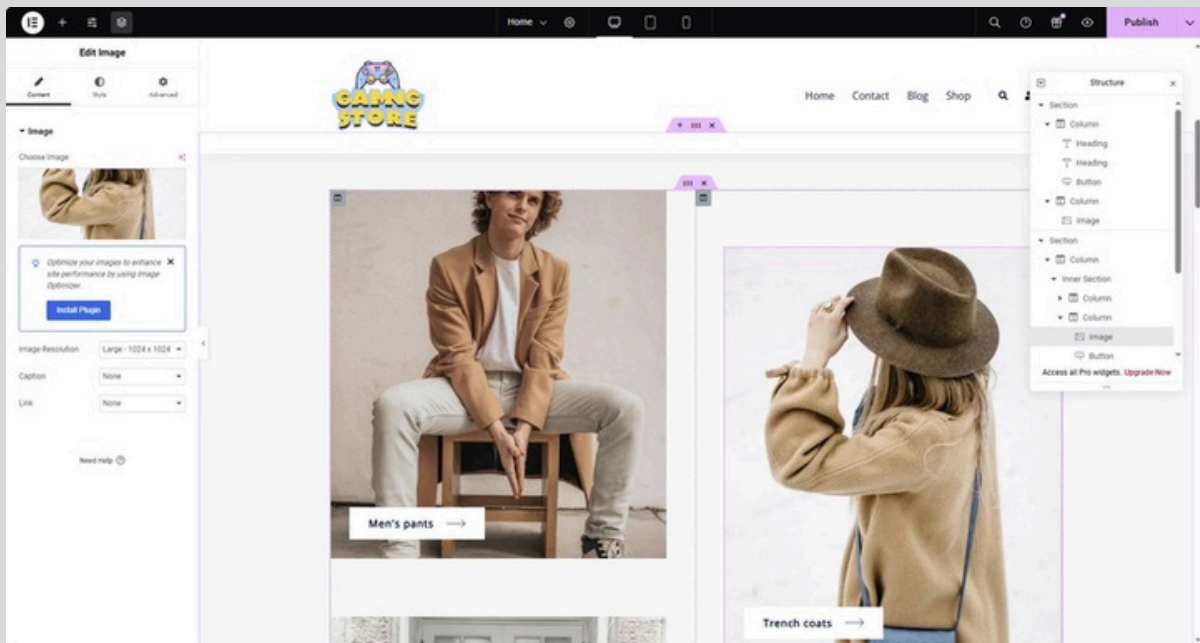 Home
Publish
Edit Image
Content
Style
Advanced
Image
Choose Image
Optimize your images to enhance
site performance by using Image
Optimizer.
Install Plugin
Image Resolution
Large - 1024 x 1024
Caption
None
Link
None
Need Help
GAMNG
STORE
Home
Contact
Blog
Shop
Men's pants
Trench coats
Structure
Section
Column
Heading
Heading
Button
Column
Image
Section
Column
Inner Section
Column
Column
Image
Button
Access all Pro widgets. Upgrade Now